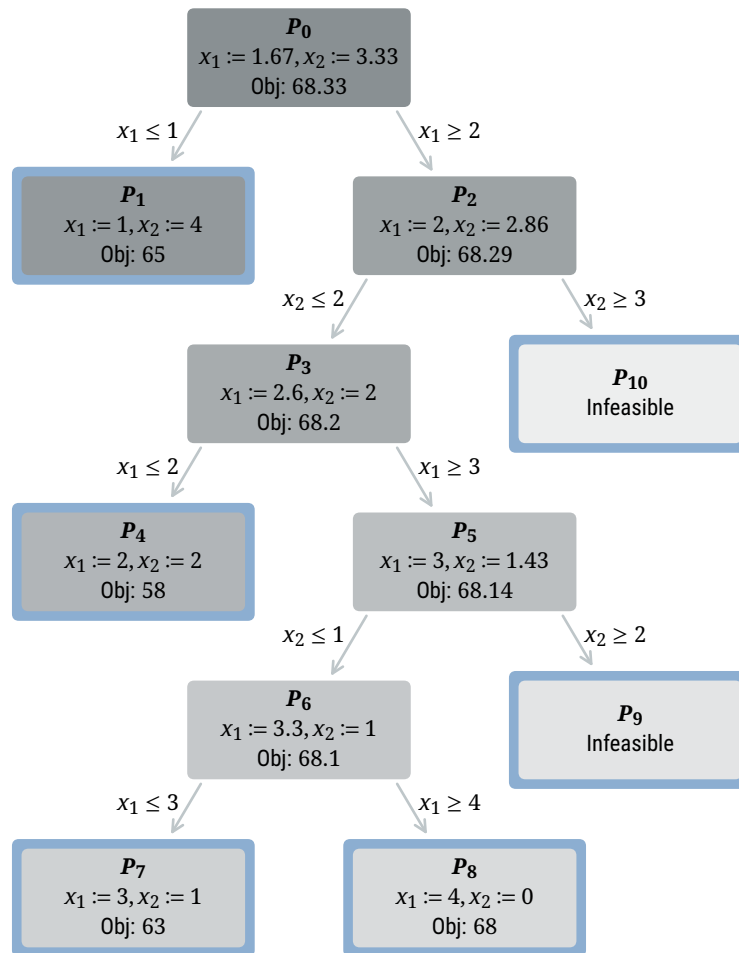 P₀
x₁ := 1.67, x₂ := 3.33
Obj: 68.33
x₁ ≤ 1
x₁ ≥ 2
P₁
x₁ := 1, x₂ := 4
Obj: 65
P₂
x₁ := 2, x₂ := 2.86
Obj: 68.29
x₂ ≤ 2
x₂ ≥ 3
P₃
x₁ := 2.6, x₂ := 2
Obj: 68.2
P₁₀
Infeasible
x₁ ≤ 2
x₁ ≥ 3
P₄
x₁ := 2, x₂ := 2
Obj: 58
P₅
x₁ := 3, x₂ := 1.43
Obj: 68.14
x₂ ≤ 1
x₂ ≥ 2
P₆
x₁ := 3.3, x₂ := 1
Obj: 68.1
P₉
Infeasible
x₁ ≤ 3
x₁ ≥ 4
P₇
x₁ := 3, x₂ := 1
Obj: 63
P₈
x₁ := 4, x₂ := 0
Obj: 68